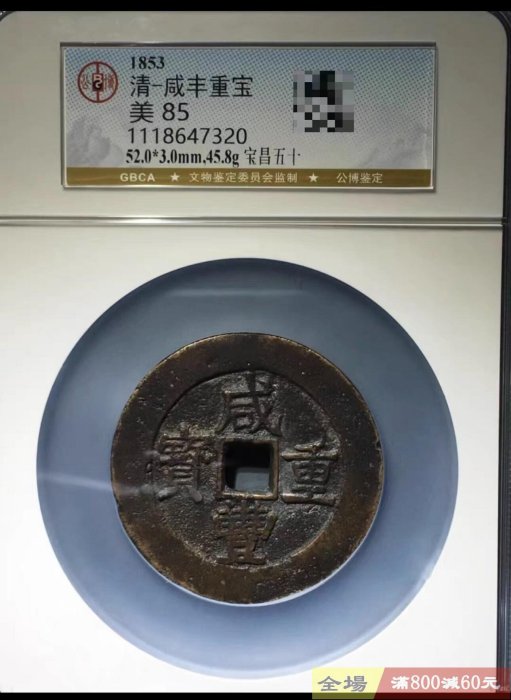 1853
清-咸丰重宝
美 85
1118647320
52.0*3.0mm,45.8g 宝昌五十
GBCA ★ 文物鉴定委员会监制 ★ 公博鉴定
公博
咸
寶 重
豐
全場 滿800減60元